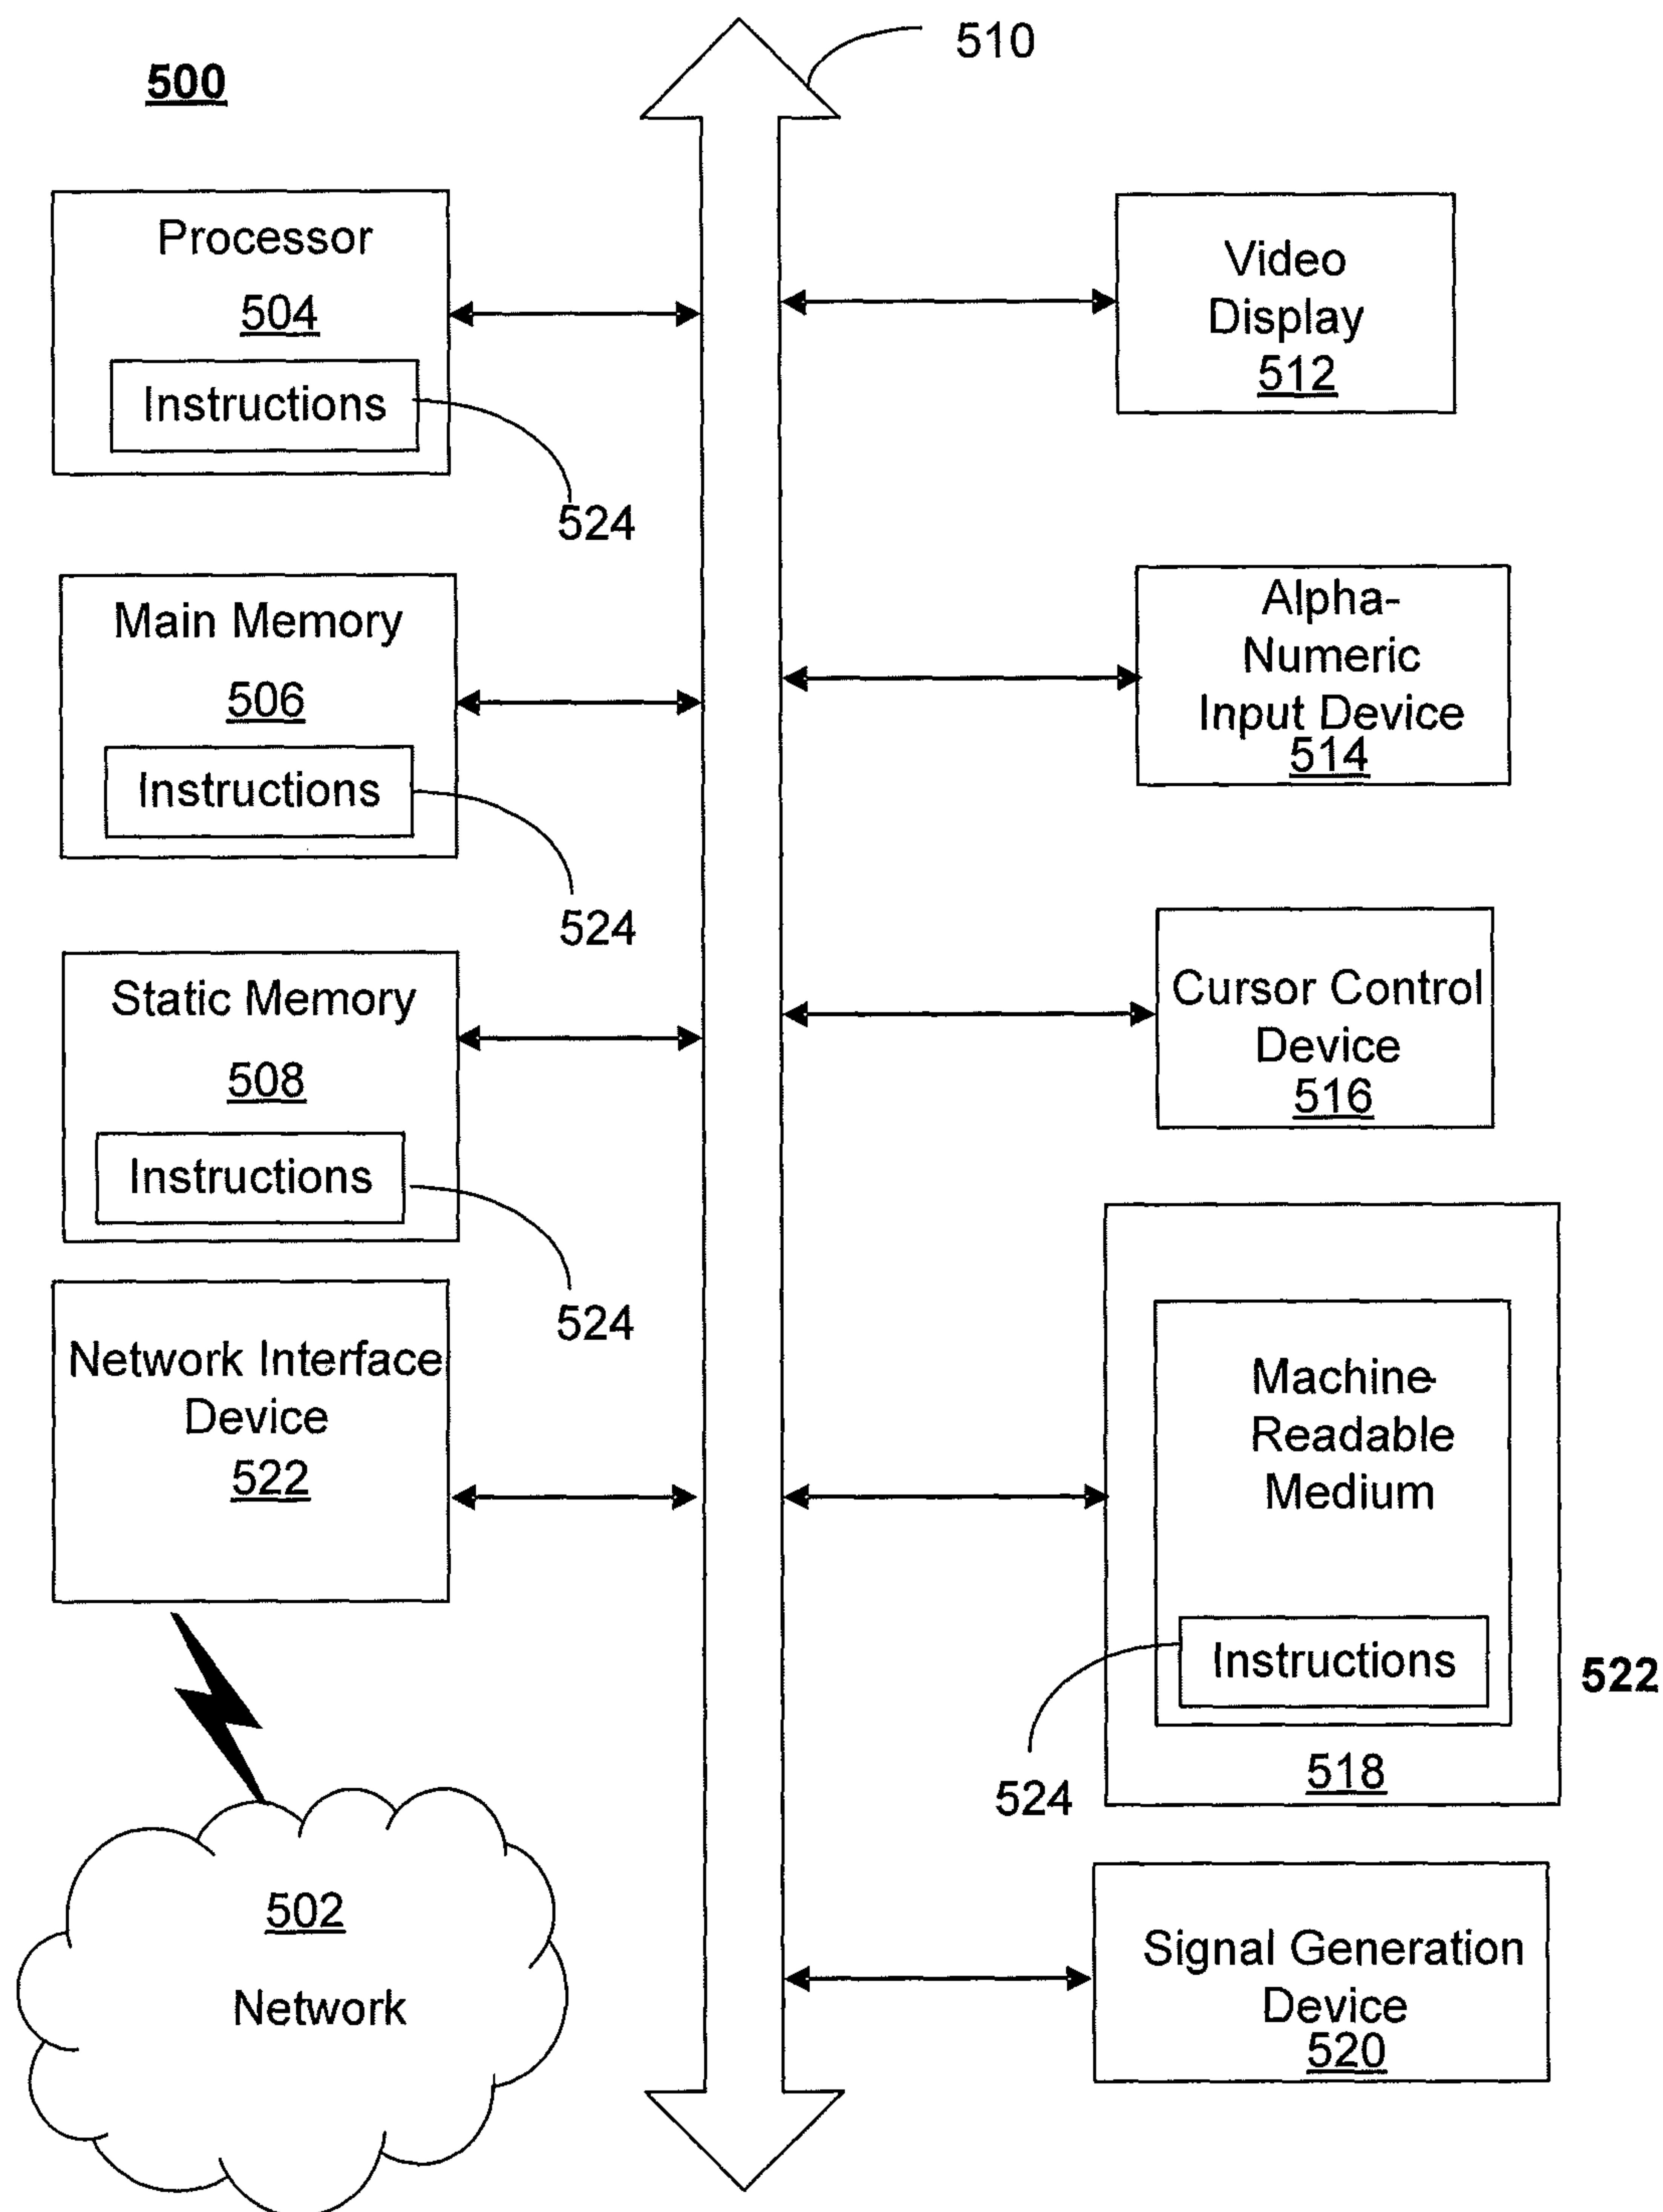 500
510
Processor
504
Instructions
524
Main Memory
506
Instructions
524
Static Memory
508
Instructions
524
Network Interface
Device
522
502
Network
Video
Display
512
Alpha-
Numeric
Input Device
514
Cursor Control
Device
516
Machine-
Readable
Medium
Instructions
522
524
518
Signal Generation
Device
520